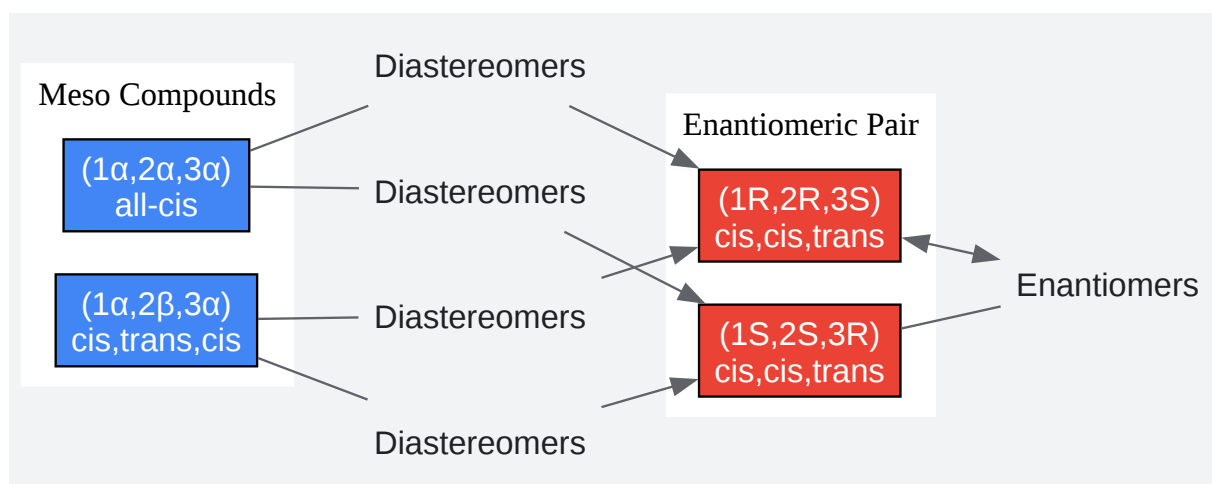 Meso Compounds
(1α,2α,3α)
all-cis
(1α,2β,3α)
cis,trans,cis
Diastereomers
Diastereomers
Diastereomers
Diastereomers
Enantiomeric Pair
(1R,2R,3S)
cis,cis,trans
(1S,2S,3R)
cis,cis,trans
Enantiomers